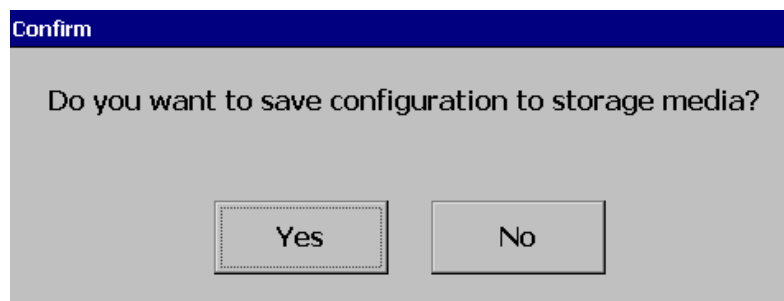 Confirm
Do you want to save configuration to storage media?
Yes No